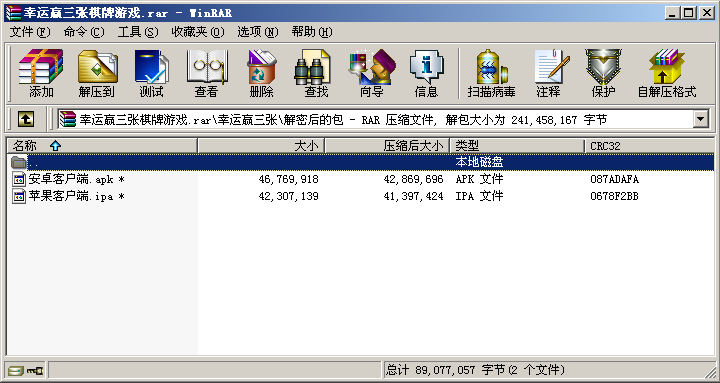 幸运赢三张棋牌游戏.rar - WinRAR
文件(F) 命令(C) 工具(S) 收藏夹(O) 选项(N) 帮助(H)
添加 解压到 测试 查看 删除 查找 向导 信息 扫描病毒 注释 保护 自解压格式
幸运赢三张棋牌游戏.rar\幸运赢三张\解密后的包 - RAR 压缩文件, 解包大小为 241,458,167 字节
名称 大小 压缩后大小 类型 CRC32
.. 本地磁盘
安卓客户端.apk * 46,769,918 42,869,696 APK 文件 087ADAFA
苹果客户端.ipa * 42,307,139 41,397,424 IPA 文件 0678F2BB
总计 89,077,057 字节(2 个文件)